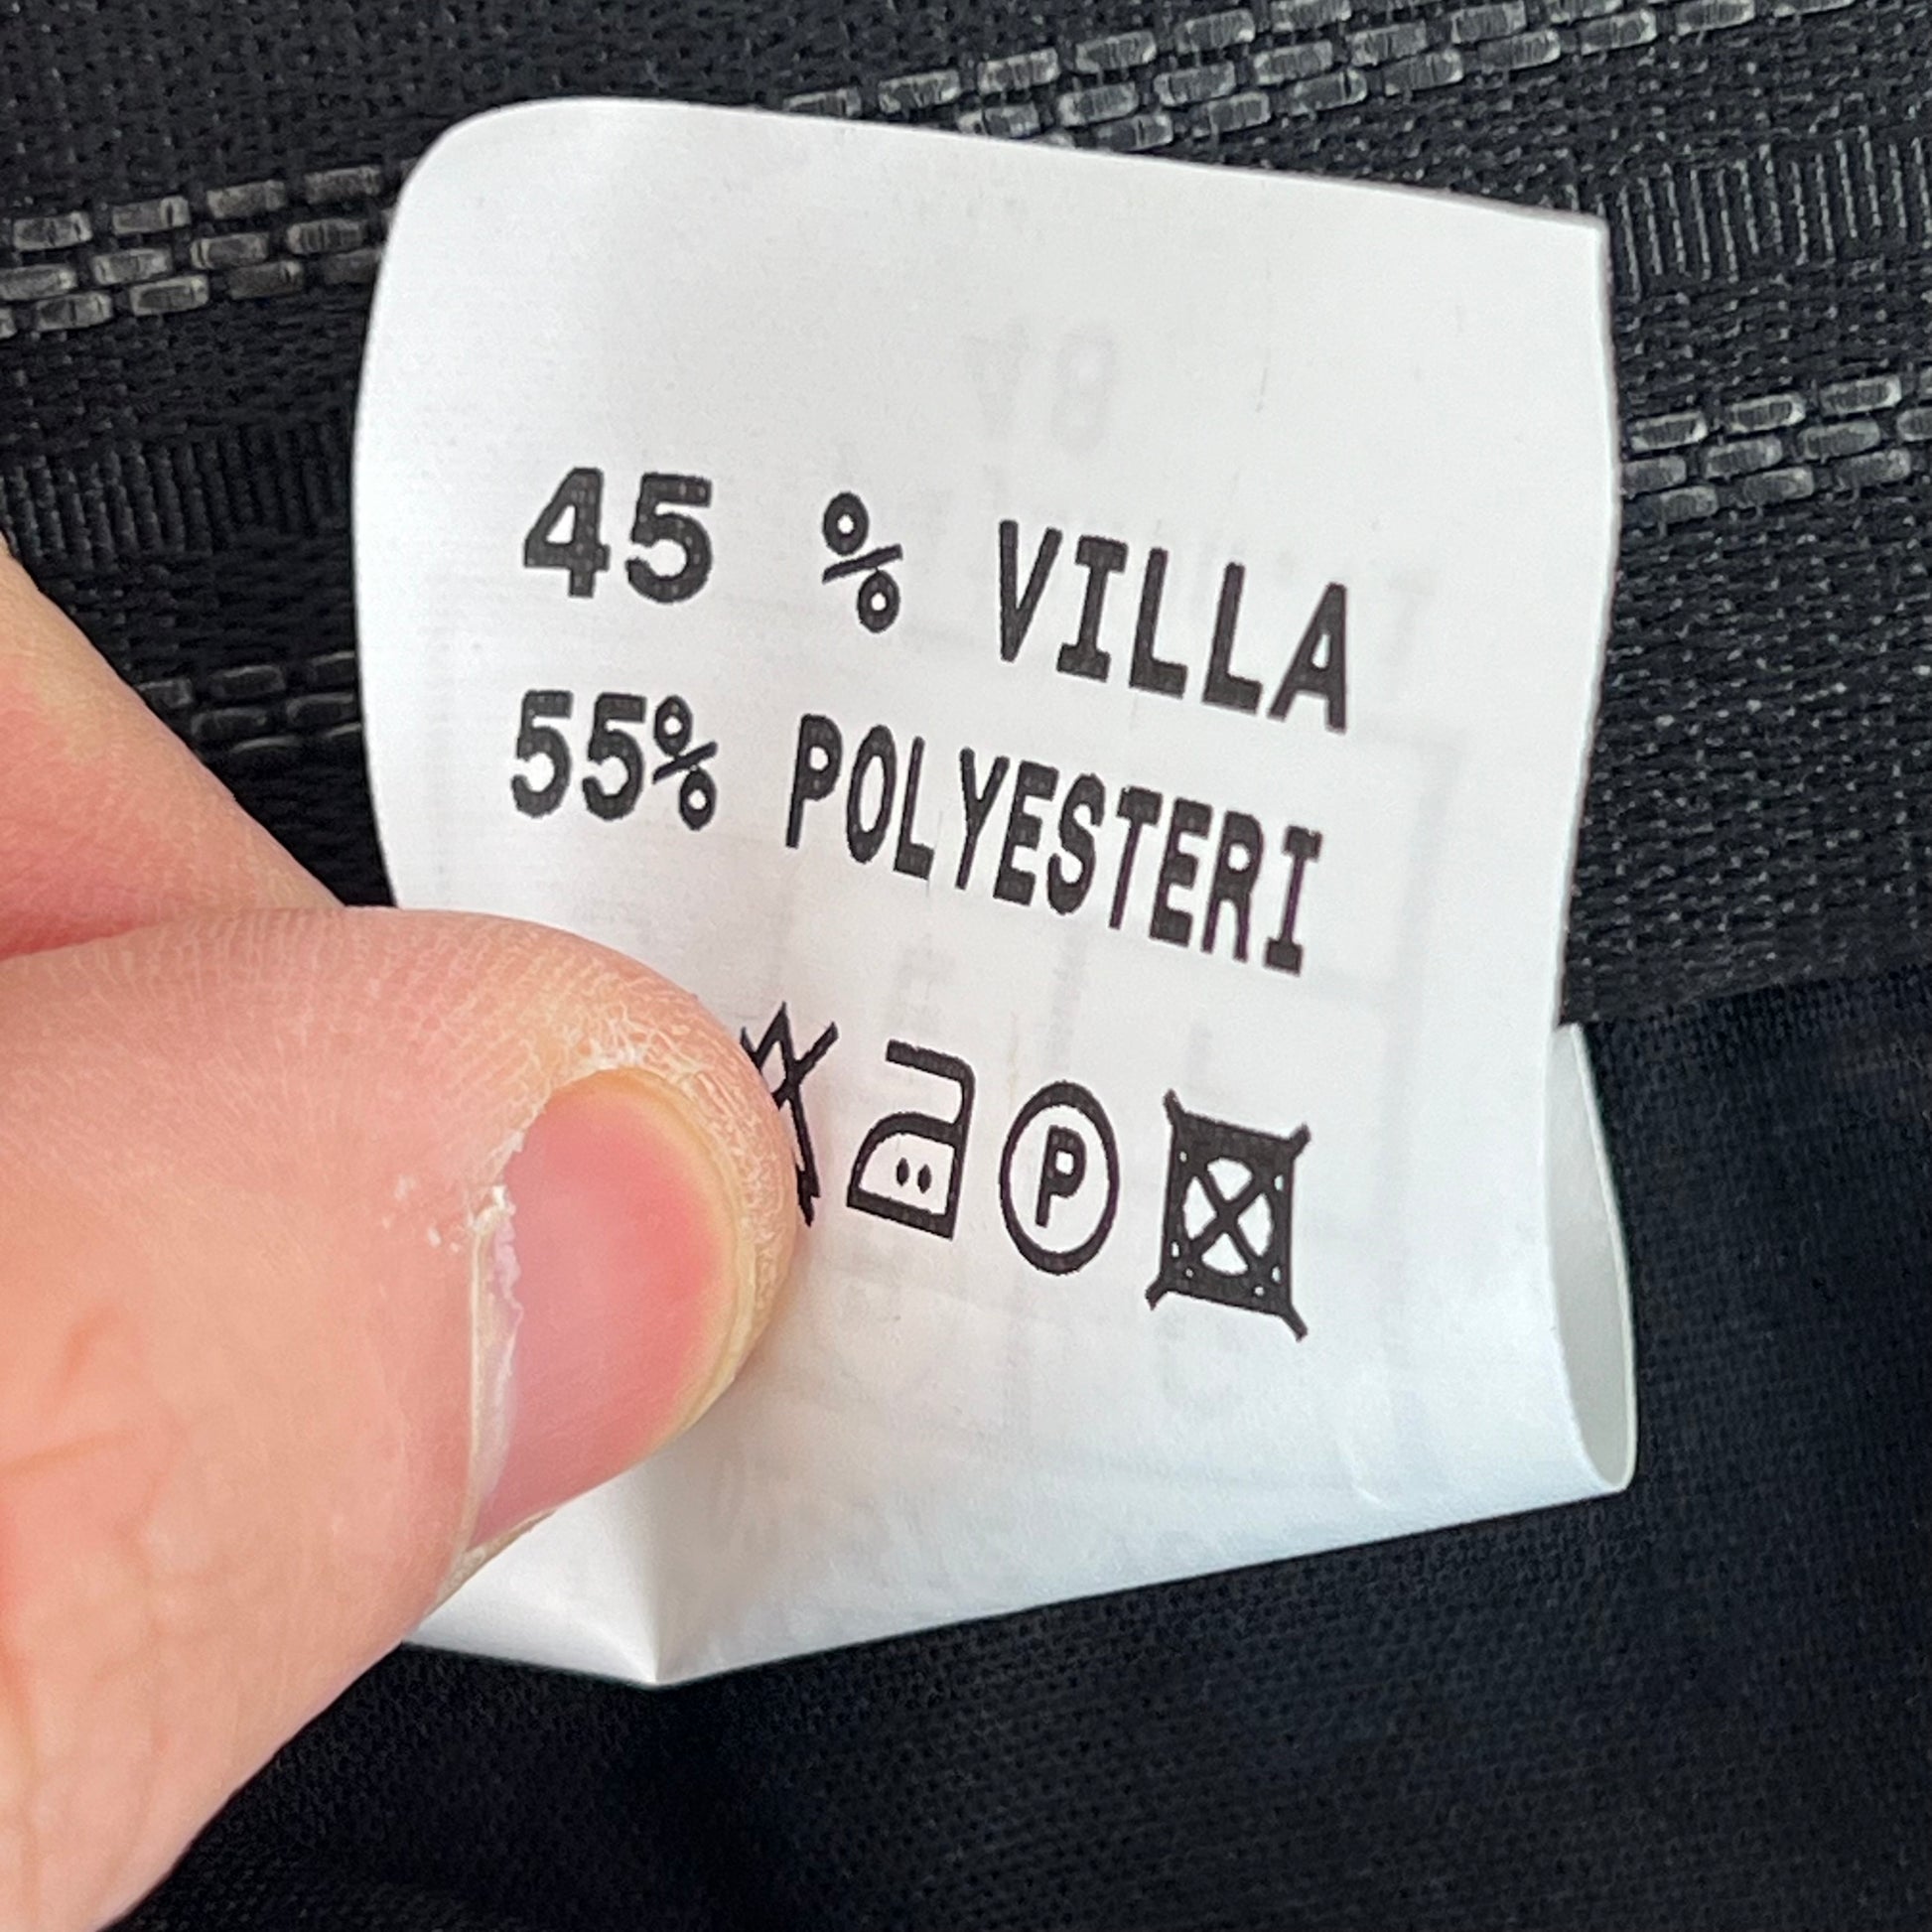 45 % VILLA
55% POLYESTERI
P